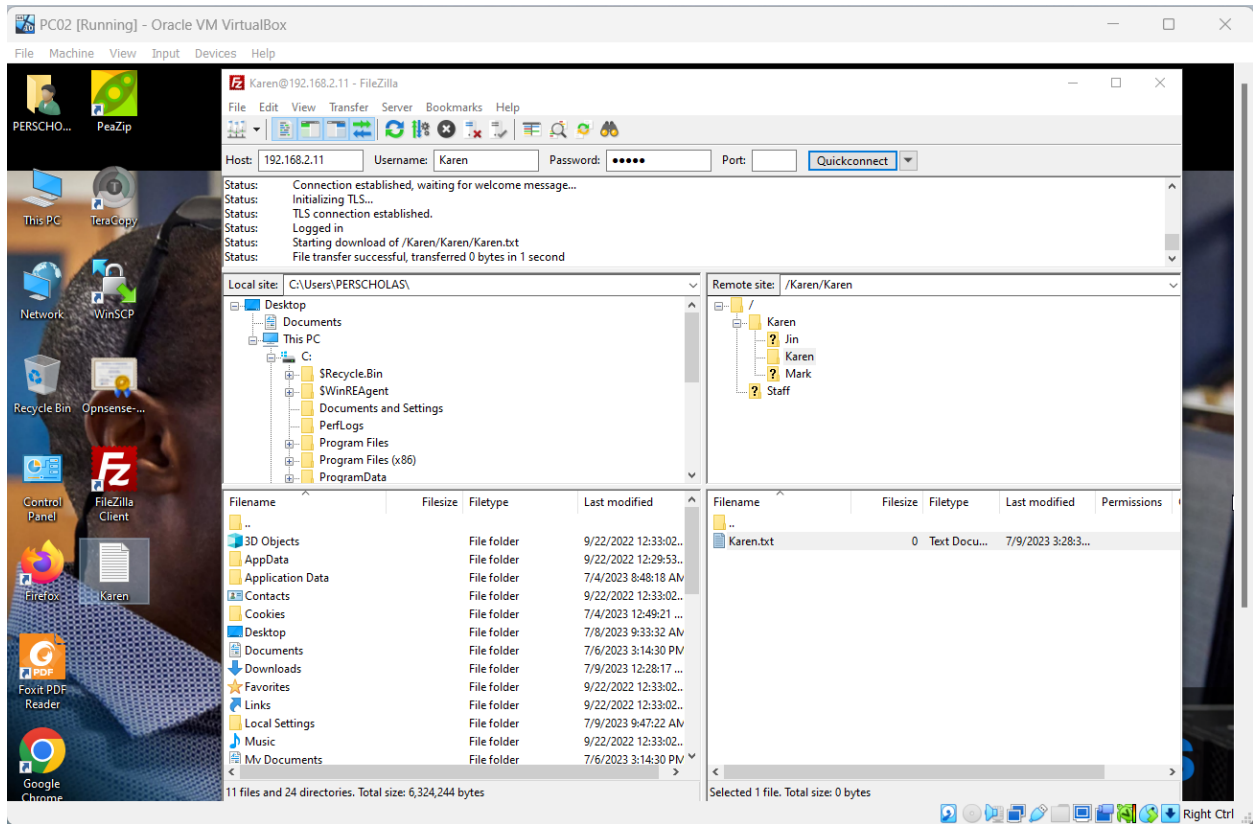 PC02 [Running] - Oracle VM VirtualBox
File Machine View Input Devices Help
PERSCHO...
PeaZip
This PC
TeraCopy
Network
WinSCP
Recycle Bin
Opnsense-...
Control Panel
FileZilla Client
Firefox
Karen
Foxit PDF Reader
Google Chrome
Karen@192.168.2.11 - FileZilla
File Edit View Transfer Server Bookmarks Help
Host: 192.168.2.11 Username: Karen Password: ●●●●● Port: Quickconnect
Status: Connection established, waiting for welcome message...
Status: Initializing TLS...
Status: TLS connection established.
Status: Logged in
Status: Starting download of /Karen/Karen/Karen.txt
Status: File transfer successful, transferred 0 bytes in 1 second
Local site: C:\Users\PERSCHOLAS\
Desktop
Documents
This PC
C:
$Recycle.Bin
$WinREAgent
Documents and Settings
PerfLogs
Program Files
Program Files (x86)
ProgramData
Remote site: /Karen/Karen
/
Karen
? Jin
Karen
? Mark
? Staff
Filename Filesize Filetype Last modified
..
3D Objects File folder 9/22/2022 12:33:02..
AppData File folder 9/22/2022 12:29:53..
Application Data File folder 7/4/2023 8:48:18 AM
Contacts File folder 9/22/2022 12:33:02..
Cookies File folder 7/4/2023 12:49:21 ...
Desktop File folder 7/8/2023 9:33:32 AM
Documents File folder 7/6/2023 3:14:30 PM
Downloads File folder 7/9/2023 12:28:17 ...
Favorites File folder 9/22/2022 12:33:02..
Links File folder 9/22/2022 12:33:02..
Local Settings File folder 7/9/2023 9:47:22 AM
Music File folder 9/22/2022 12:33:02..
My Documents File folder 7/6/2023 3:14:30 PM
11 files and 24 directories. Total size: 6,324,244 bytes
Filename Filesize Filetype Last modified Permissions
..
Karen.txt 0 Text Docu... 7/9/2023 3:28:3...
Selected 1 file. Total size: 0 bytes
Right Ctrl